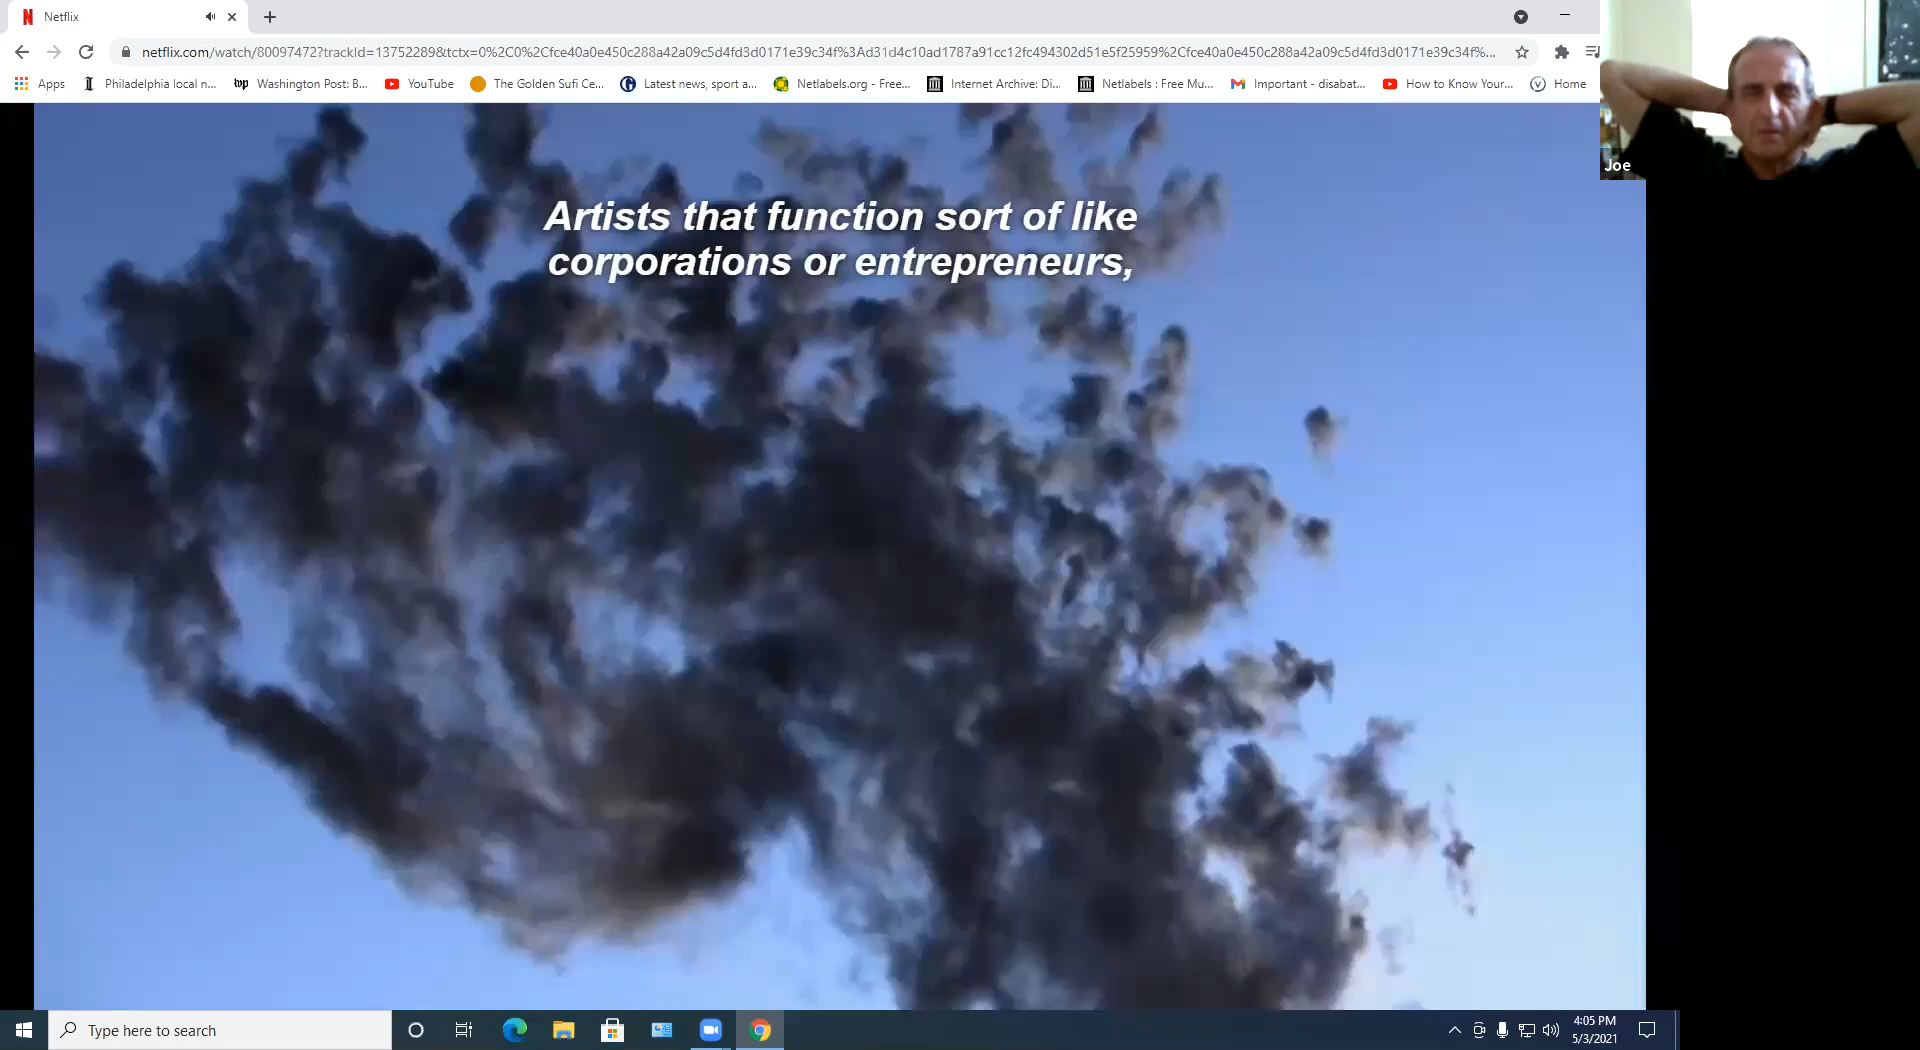 Netflix
netflix.com/watch/80097472?trackId=13752289&tctx=0%2C0%2Cfce40a0e450c288a42a09c5d4fd3d0171e39c34f%3Ad31d4c10ad1787a91cc12fc494302d51e5f25959%2Cfce40a0e450c288a42a09c5d4fd3d0171e39c34f%...
Apps
Philadelphia local n...
wp Washington Post: B...
YouTube
The Golden Sufi Ce...
Latest news, sport a...
Netlabels.org - Free...
Internet Archive: Di...
Netlabels : Free Mu...
Important - disabat...
How to Know Your...
Home
Joe
Artists that function sort of like
corporations or entrepreneurs,
Type here to search
4:05 PM
5/3/2021